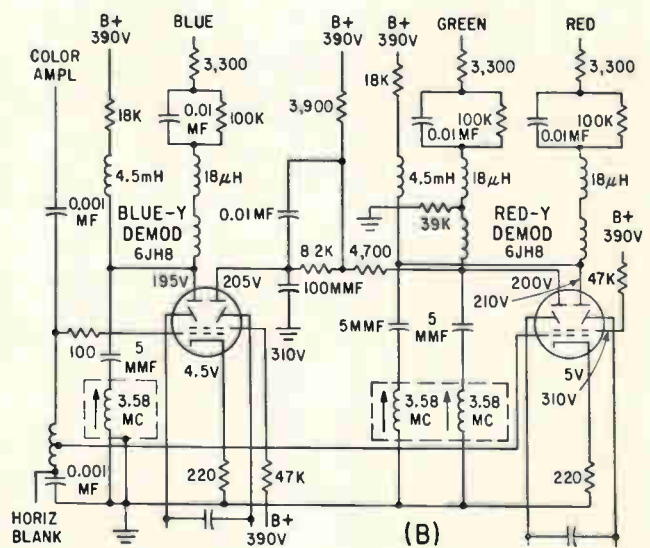 B+ 390V
BLUE
B+ 390V
B+ 390V
GREEN
RED
COLOR AMPL
3,300
3,300
3,300
18K
0.01 MF
100K
3,900
18K
100K
0.01MF
100K
0.01MF
4.5mH
18µH
4,5mH
18µH
18µH
0.001 MF
BLUE-Y DEMOD 6JH8
0.01MF
39K
RED-Y DEMOD 6JH8
B+ 390V
8.2K
4,700
195V
205V
100MMF
200V
210V
47K
310V
5MMF
5 MMF
100
5 MMF
4.5V
5V
310V
3.58 MC
3.58 MC
3.58 MC
0.001 MF
220
47K
220
HORIZ BLANK
B+ 390V
(B)